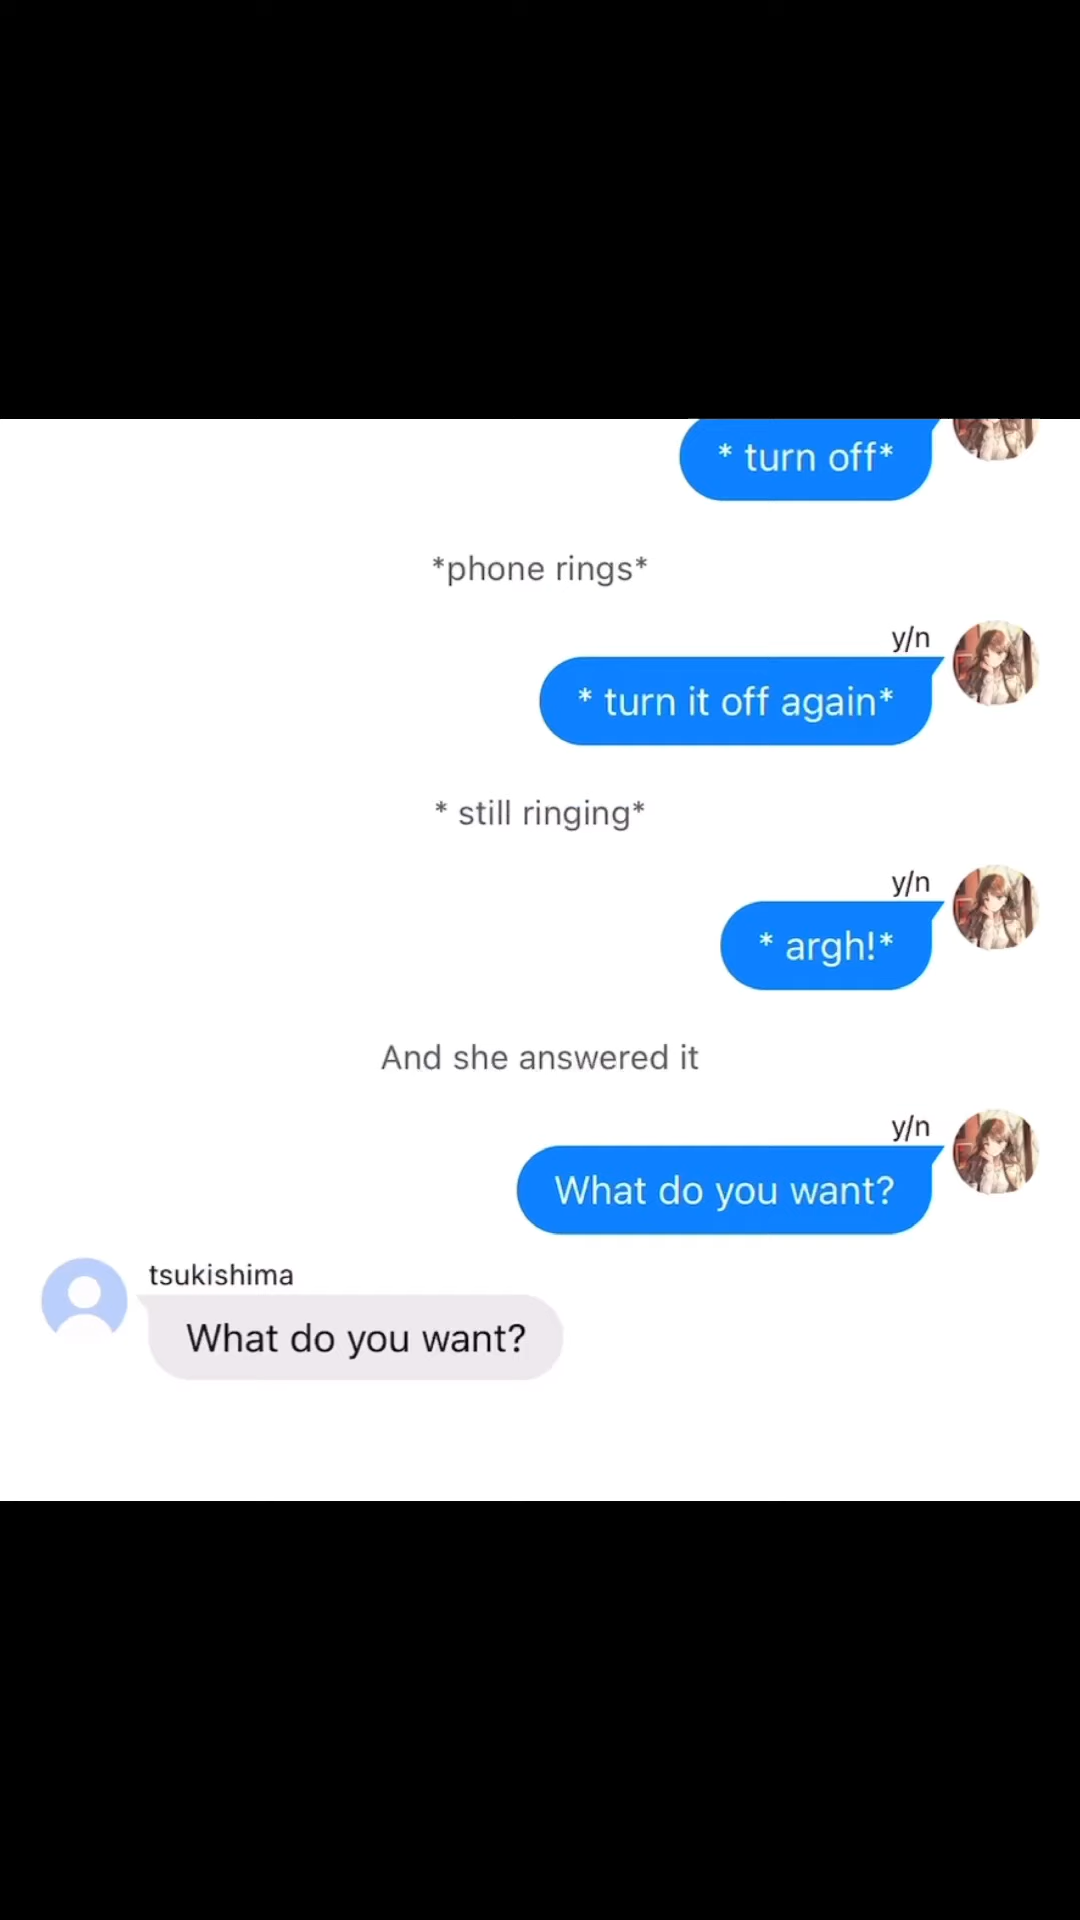 * turn off*
*phone rings*
y/n
* turn it off again*
* still ringing*
y/n
* argh!*
And she answered it
y/n
What do you want?
tsukishima
What do you want?